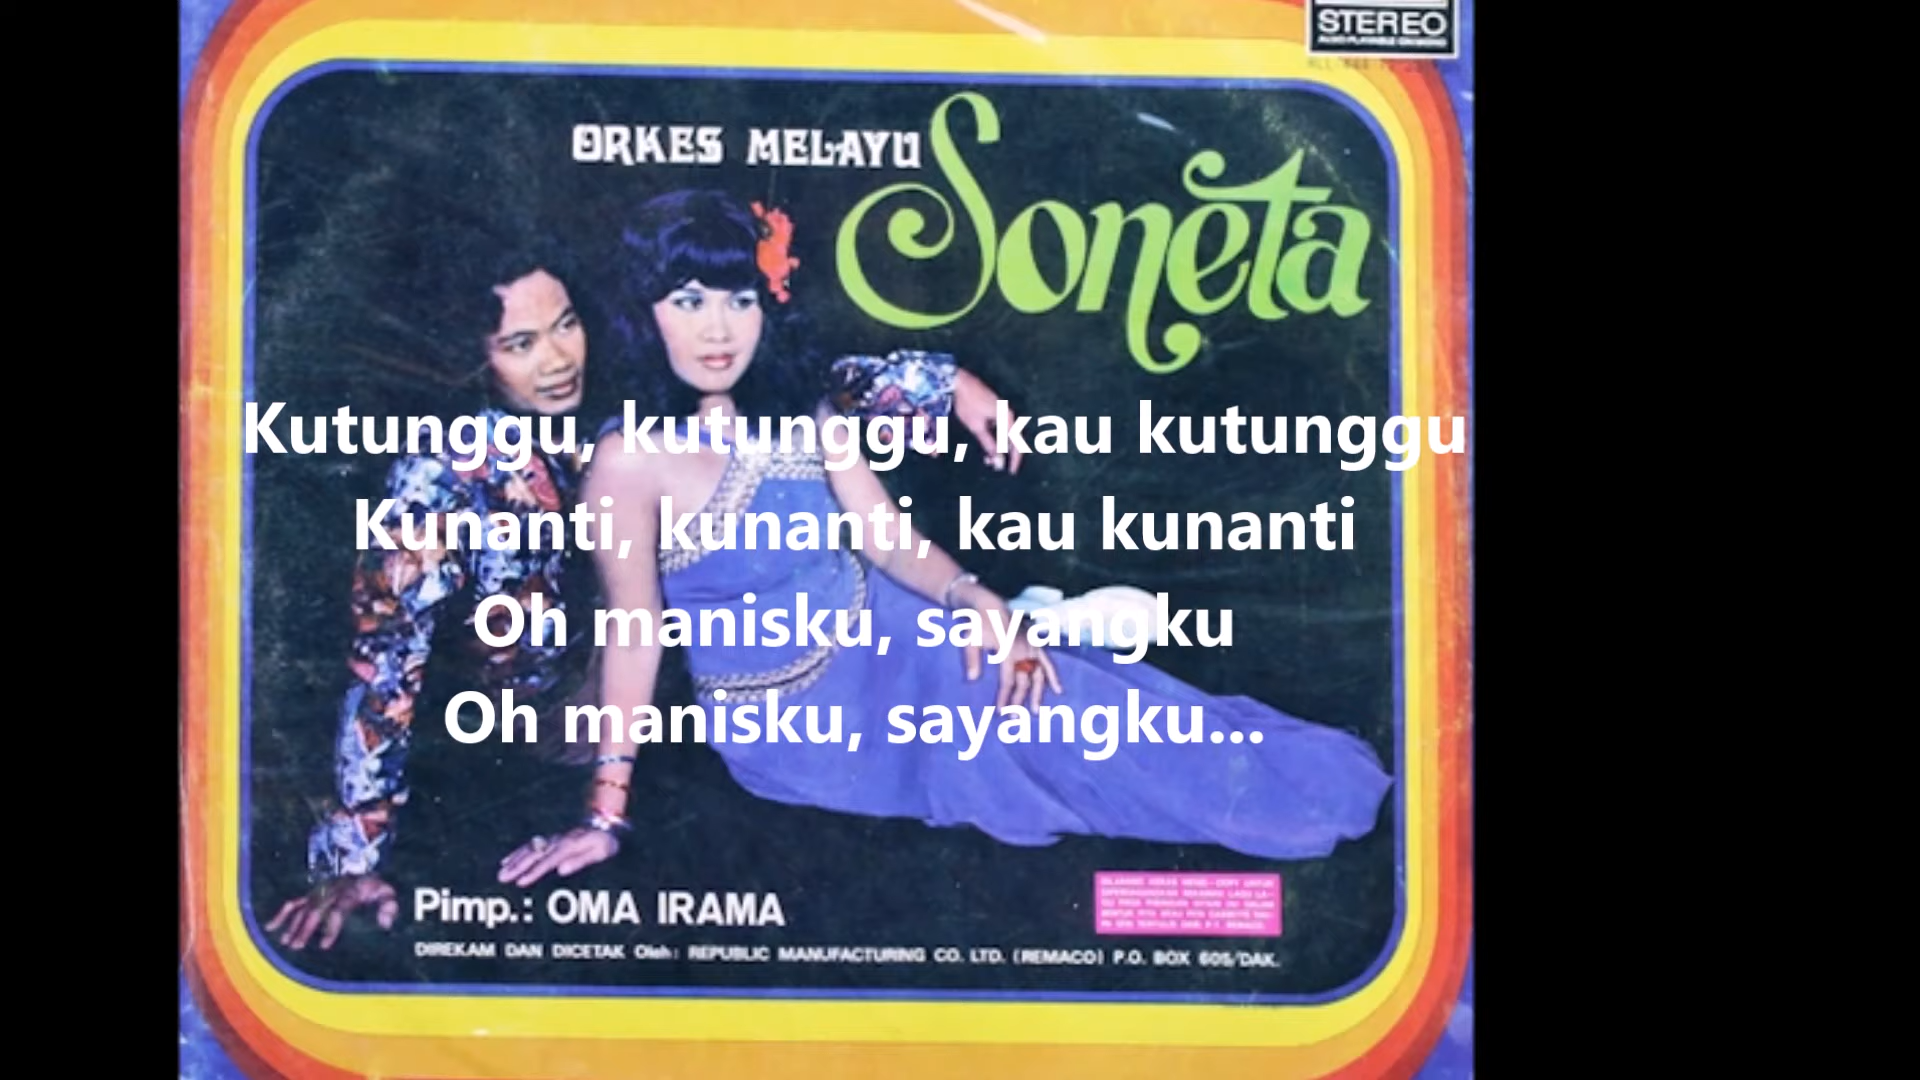 STEREO
ORKES MELAYU
Soneta
Kutunggu, kutunggu, kau kutunggu
Kunanti, kunanti, kau kunanti
Oh manisku, sayangku
Oh manisku, sayangku...
Pimp.: OMA IRAMA
DIREKAM DAN DICETAK Oleh: REPUBLIC MANUFACTURING CO. LTD. (REMACO) P.O. BOX 605/DAK.